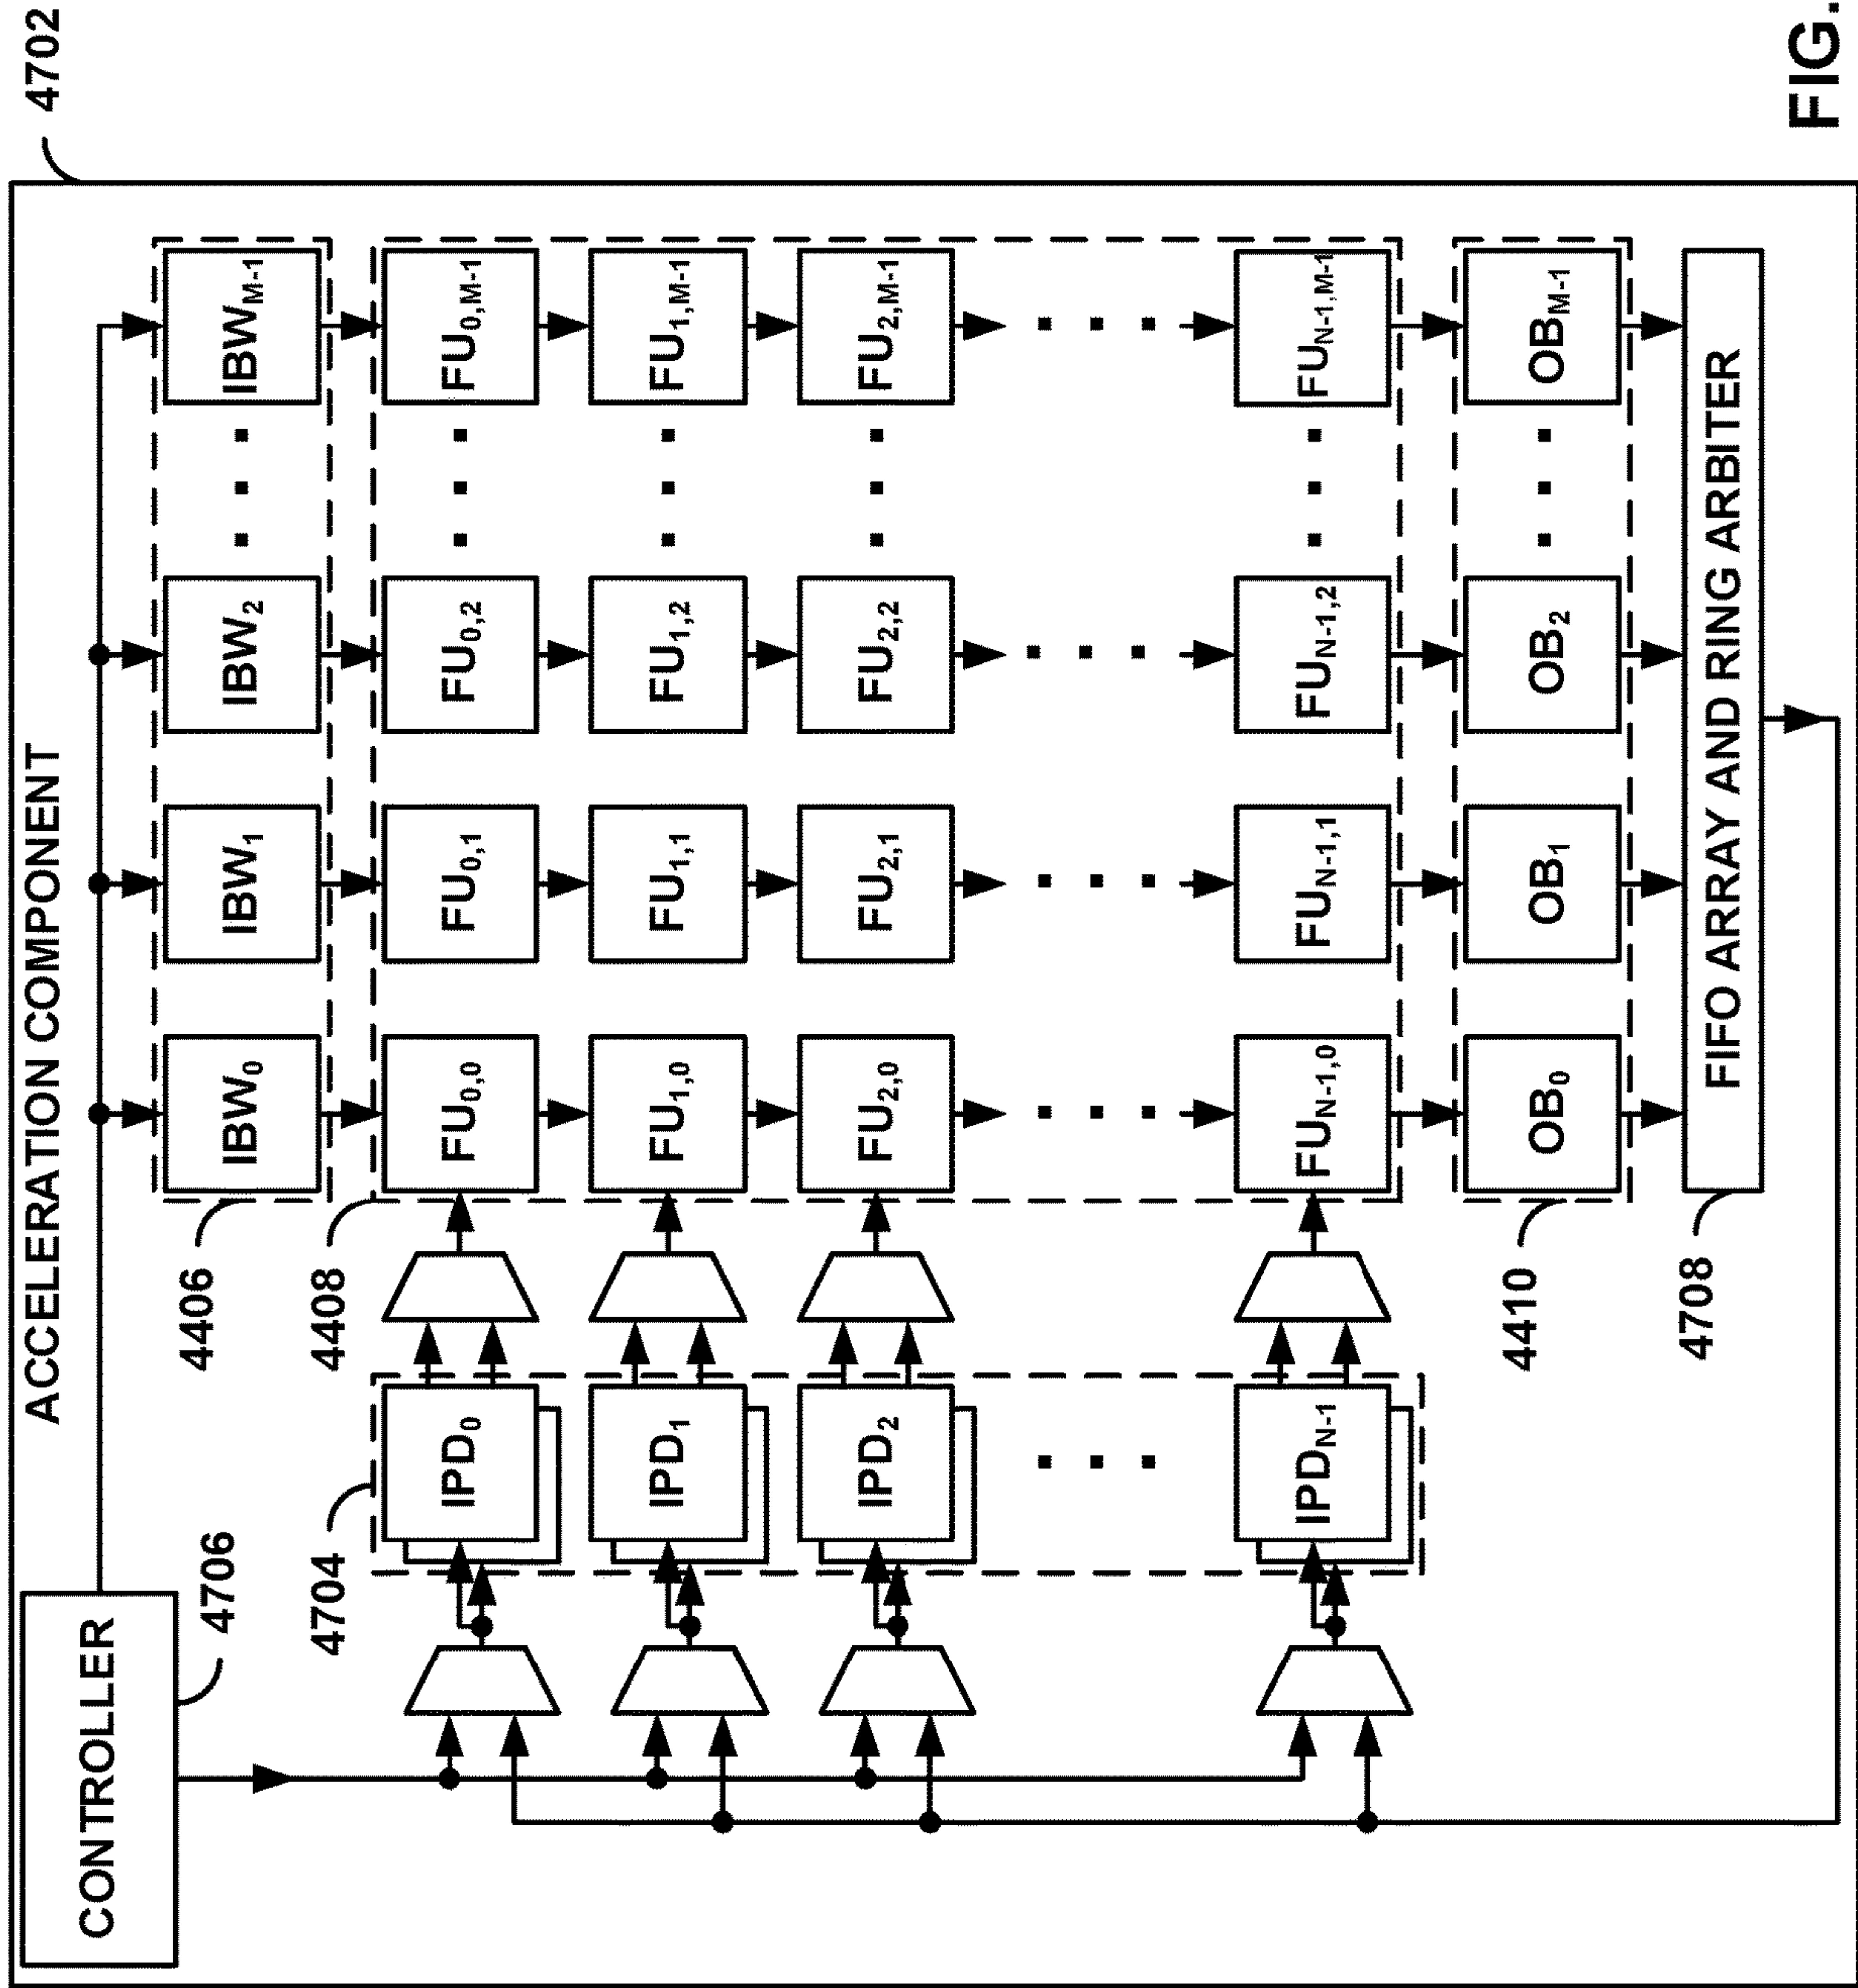 ACCELERATION COMPONENT
4702
CONTROLLER
4706
4406
IBW0 IBW1 IBW2 IBWM-1
4408
4704
IPD0 FU0,0 FU0,1 FU0,2 FU0,M-1
IPD1 FU1,0 FU1,1 FU1,2 FU1,M-1
IPD2 FU2,0 FU2,1 FU2,2 FU2,M-1
IPDN-1 FUN-1,0 FUN-1,1 FUN-1,2 FUN-1,M-1
4410
OB0 OB1 OB2 OBM-1
4708
FIFO ARRAY AND RING ARBITER
FIG.